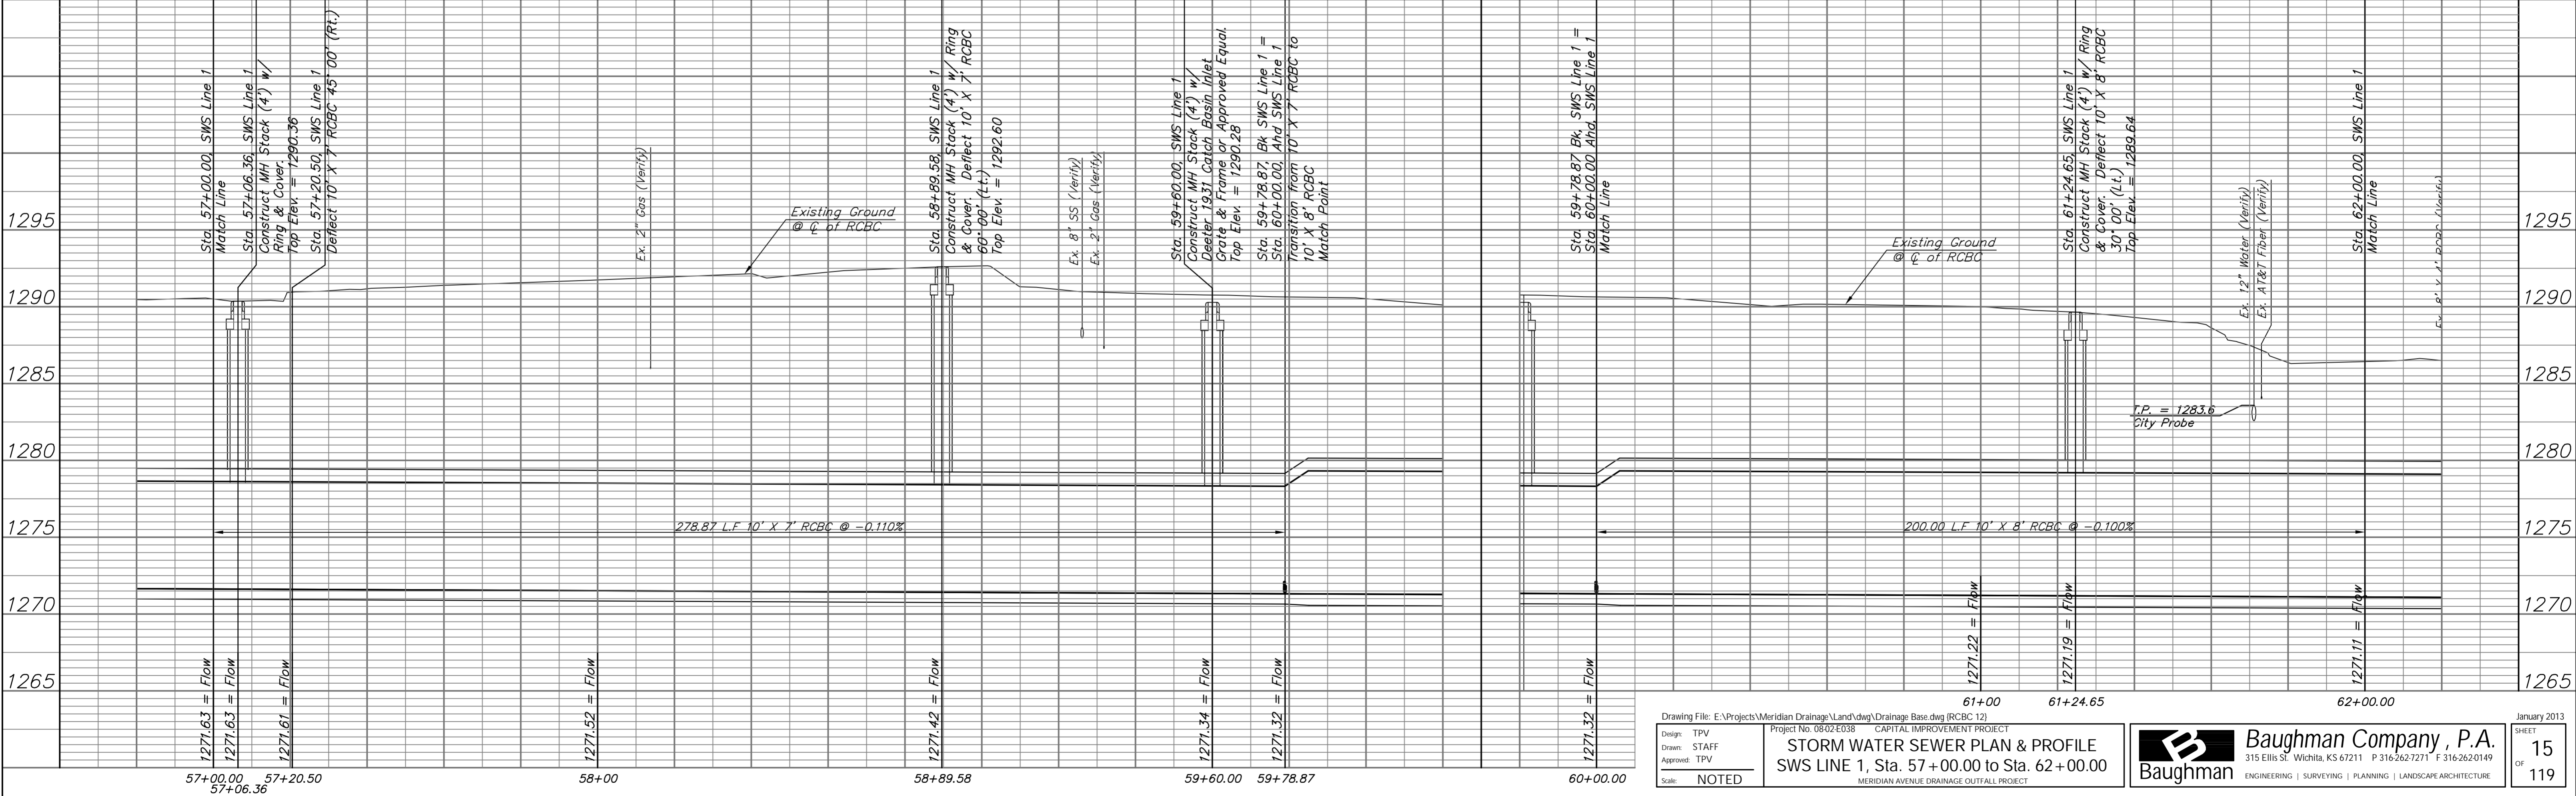 1295
1290
1285
1280
1275
1270
1265
Sta. 57+00.00, SWS Line 1
Match Line
Sta. 57+06.36, SWS Line 1
Construct MH Stack (4') w/
Ring & Cover.
Top Elev. = 1290.36
Sta. 57+20.50, SWS Line 1
Deflect 10' X 7' RCBC 45° 00' (Rt.)
Ex. 2" Gas (Verify)
Existing Ground
@ ℄ of RCBC
Sta. 58+89.58, SWS Line 1
Construct MH Stack (4') w/ Ring
& Cover. Deflect 10' X 7' RCBC
60° 00' (Lt.)
Top Elev. = 1292.60
Ex. 8" SS (Verify)
Ex. 2" Gas (Verify)
Sta. 59+60.00, SWS Line 1
Construct MH Stack (4') w/
Deeter 1931 Catch Basin Inlet
Grate & Frame or Approved Equal.
Top Elev. = 1290.28
Sta. 59+78.87, Bk SWS Line 1 =
Sta. 60+00.00, Ahd SWS Line 1
Transition from 10' X 7' RCBC to
10' X 8' RCBC
Match Point
278.87 L.F 10' X 7' RCBC @ -0.110%
1271.63 = Flow
1271.63 = Flow
1271.61 = Flow
1271.52 = Flow
1271.42 = Flow
1271.34 = Flow
1271.32 = Flow
57+00.00
57+06.36
57+20.50
58+00
58+89.58
59+60.00
59+78.87
Sta. 59+78.87 Bk, SWS Line 1 =
Sta. 60+00.00 Ahd, SWS Line 1
Match Line
Existing Ground
@ ℄ of RCBC
Sta. 61+24.65, SWS Line 1
Construct MH Stack (4') w/ Ring
& Cover. Deflect 10' X 8' RCBC
30° 00' (Lt.)
Top Elev. = 1289.64
Ex. 12" Water (Verify)
Ex. AT&T Fiber (Verify)
T.P. = 1283.6
City Probe
Sta. 62+00.00, SWS Line 1
Match Line
200.00 L.F 10' X 8' RCBC @ -0.100%
1271.32 = Flow
1271.22 = Flow
1271.19 = Flow
1271.11 = Flow
60+00.00
61+00
61+24.65
62+00.00
1295
1290
1285
1280
1275
1270
1265
Drawing File: E:\Projects\Meridian Drainage\Land\dwg\Drainage Base.dwg (RCBC 12)
January 2013
Design: TPV
Drawn: STAFF
Approved: TPV
Scale: NOTED
Project No. 08-02-E038 CAPITAL IMPROVEMENT PROJECT
STORM WATER SEWER PLAN & PROFILE
SWS LINE 1, Sta. 57+00.00 to Sta. 62+00.00
MERIDIAN AVENUE DRAINAGE OUTFALL PROJECT
Baughman
Baughman Company, P.A.
315 Ellis St. Wichita, KS 67211 P 316-262-7271 F 316-262-0149
ENGINEERING | SURVEYING | PLANNING | LANDSCAPE ARCHITECTURE
SHEET
15
OF
119